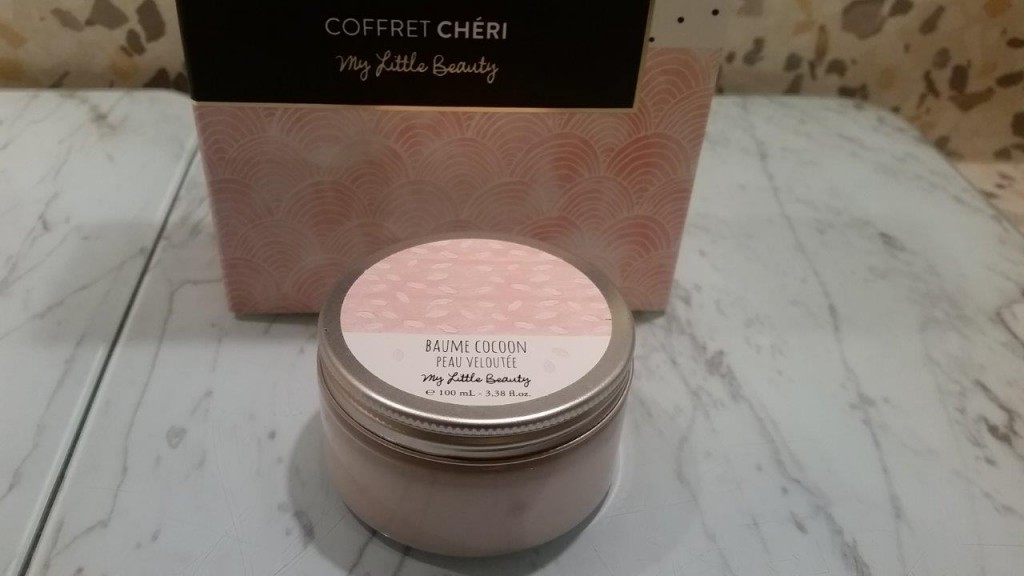 COFFRET CHÉRI
My Little Beauty
BAUME COCOON
PEAU VELOUTÉE
My Little Beauty
℮ 100 mL - 3,38 fl.oz.